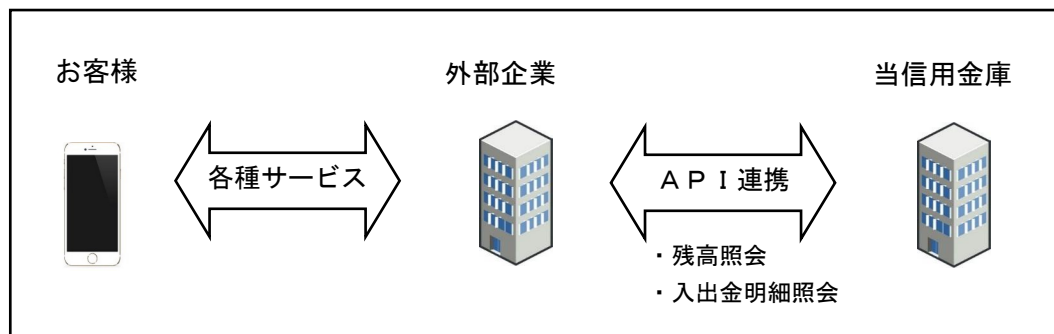 お客様
外部企業
当信用金庫
各種サービス
ＡＰＩ連携
・残高照会
・入出金明細照会